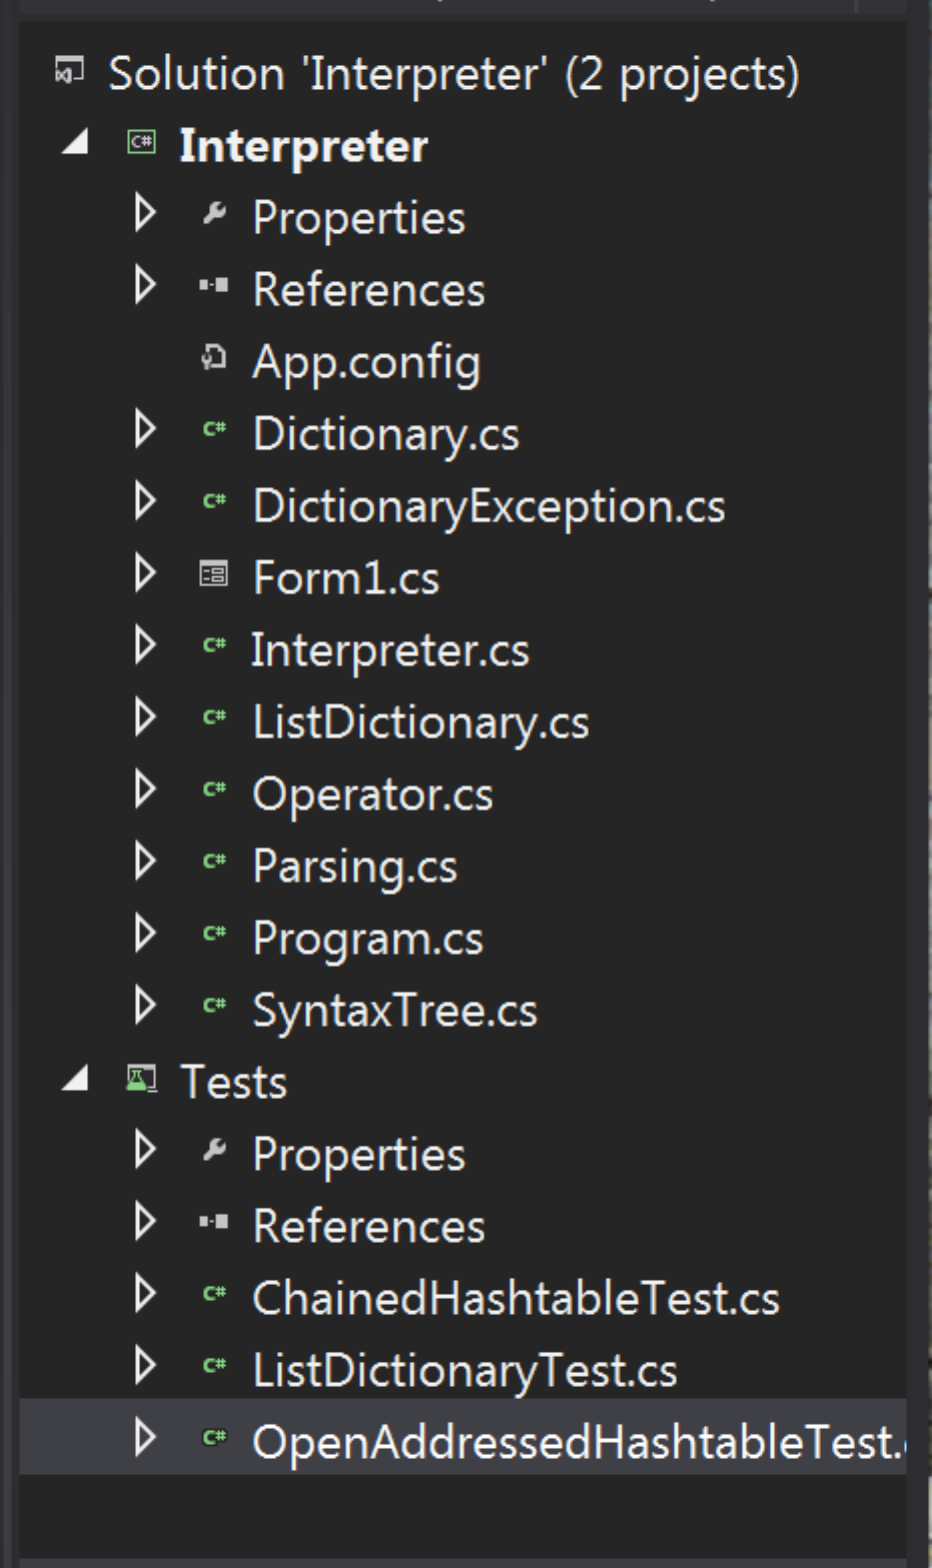 Solution 'Interpreter' (2 projects)
C# Interpreter
Properties
References
App.config
C# Dictionary.cs
C# DictionaryException.cs
Form1.cs
C# Interpreter.cs
C# ListDictionary.cs
C# Operator.cs
C# Parsing.cs
C# Program.cs
C# SyntaxTree.cs
Tests
Properties
References
C# ChainedHashtableTest.cs
C# ListDictionaryTest.cs
C# OpenAddressedHashtableTest.